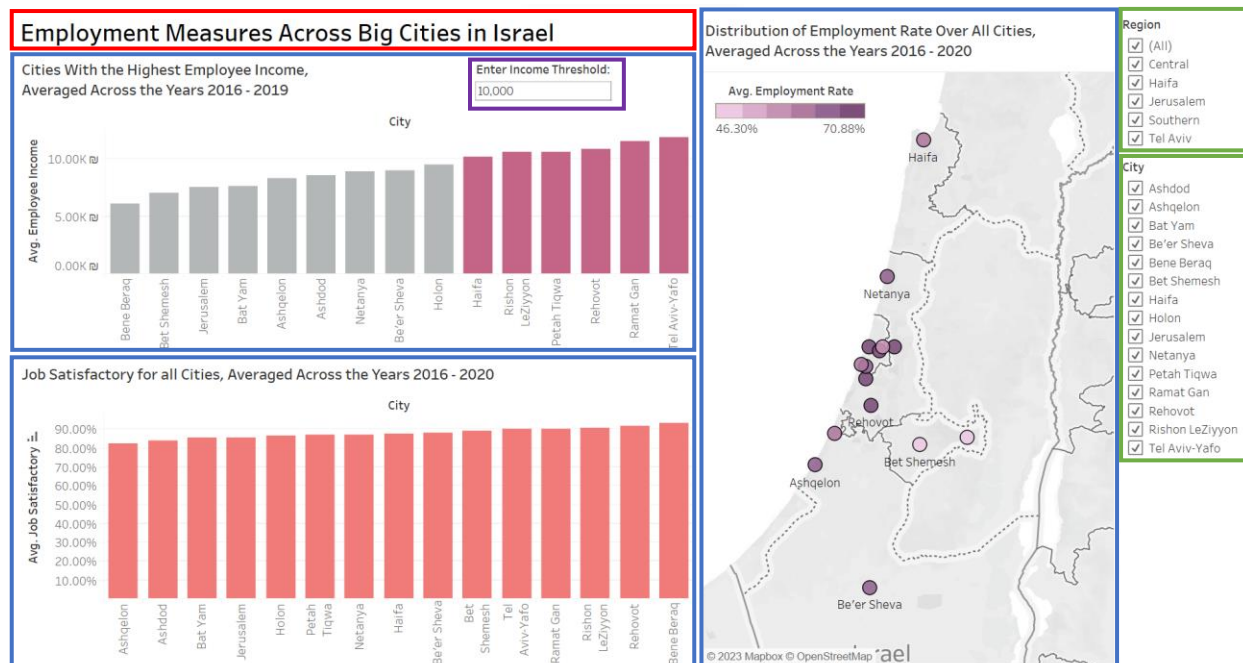 Employment Measures Across Big Cities in Israel
Cities With the Highest Employee Income,
Averaged Across the Years 2016 - 2019
Enter Income Threshold:
10,000
City
Avg. Employee Income
10.00K ₪
5.00K ₪
0.00K ₪
Bene Beraq
Bet Shemesh
Jerusalem
Bat Yam
Ashqelon
Ashdod
Netanya
Be'er Sheva
Holon
Haifa
Rishon
LeZiyyon
Petah Tiqwa
Rehovot
Ramat Gan
Tel Aviv-Yafo
Job Satisfactory for all Cities, Averaged Across the Years 2016 - 2020
City
Avg. Job Satisfactory
90.00%
80.00%
70.00%
60.00%
50.00%
40.00%
30.00%
20.00%
10.00%
Ashqelon
Ashdod
Bat Yam
Jerusalem
Holon
Petah
Tiqwa
Netanya
Haifa
Be'er Sheva
Bet
Shemesh
Tel
Aviv-Yafo
Ramat Gan
Rishon
LeZiyyon
Rehovot
Bene Beraq
Distribution of Employment Rate Over All Cities,
Averaged Across the Years 2016 - 2020
Avg. Employment Rate
46.30% 70.88%
Haifa
Netanya
Rehovot
Bet Shemesh
Ashqelon
Be'er Sheva
© 2023 Mapbox © OpenStreetMap
Region
(All)
Central
Haifa
Jerusalem
Southern
Tel Aviv
City
Ashdod
Ashqelon
Bat Yam
Be'er Sheva
Bene Beraq
Bet Shemesh
Haifa
Holon
Jerusalem
Netanya
Petah Tiqwa
Ramat Gan
Rehovot
Rishon LeZiyyon
Tel Aviv-Yafo